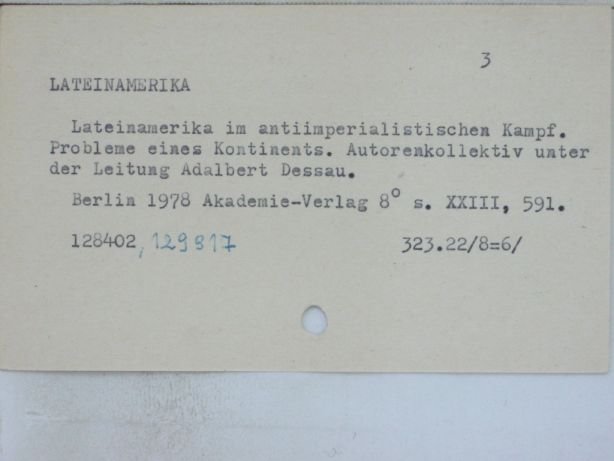 3
LATEINAMERIKA
Lateinamerika im antiimperialistischen Kampf.
Probleme eines Kontinents. Autorenkollektiv unter
der Leitung Adalbert Dessau.
Berlin 1978 Akademie-Verlag 8° s. XXIII, 591.
128402, 129817 323.22/8=6/